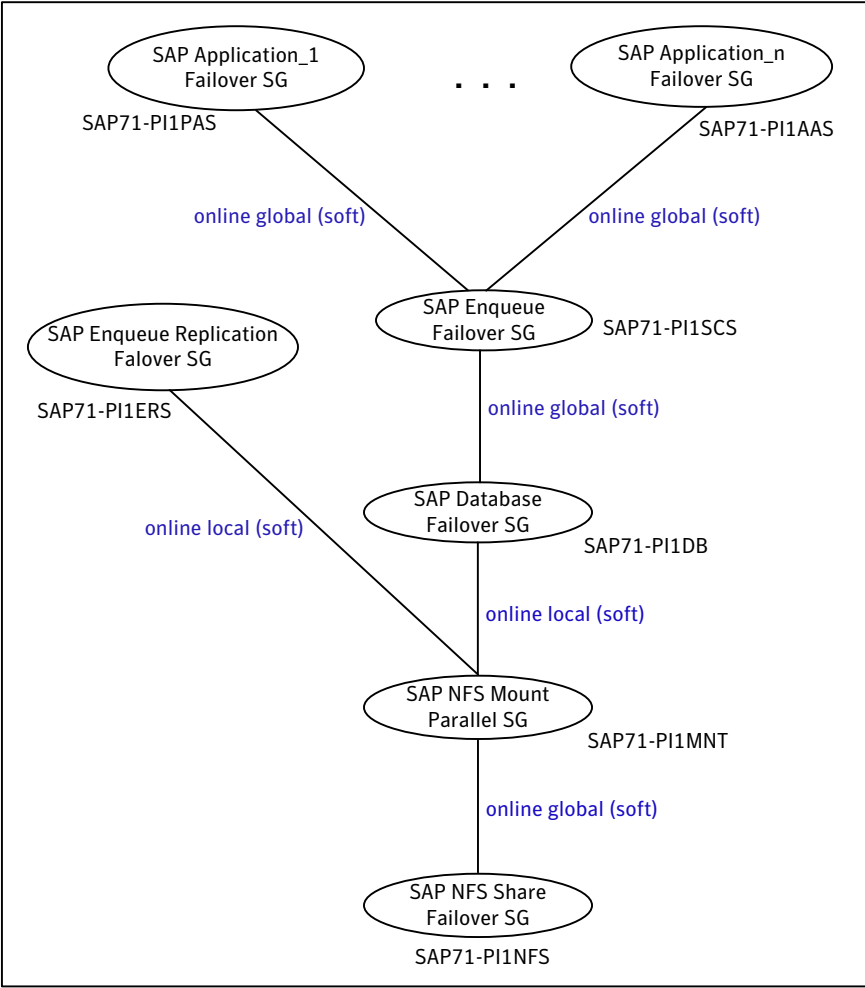 SAP Application_1
Failover SG
. . .
SAP Application_n
Failover SG
SAP71-PI1PAS
SAP71-PI1AAS
online global (soft)
online global (soft)
SAP Enqueue
Failover SG
SAP71-PI1SCS
SAP Enqueue Replication
Falover SG
SAP71-PI1ERS
online global (soft)
SAP Database
Failover SG
SAP71-PI1DB
online local (soft)
online local (soft)
SAP NFS Mount
Parallel SG
SAP71-PI1MNT
online global (soft)
SAP NFS Share
Failover SG
SAP71-PI1NFS